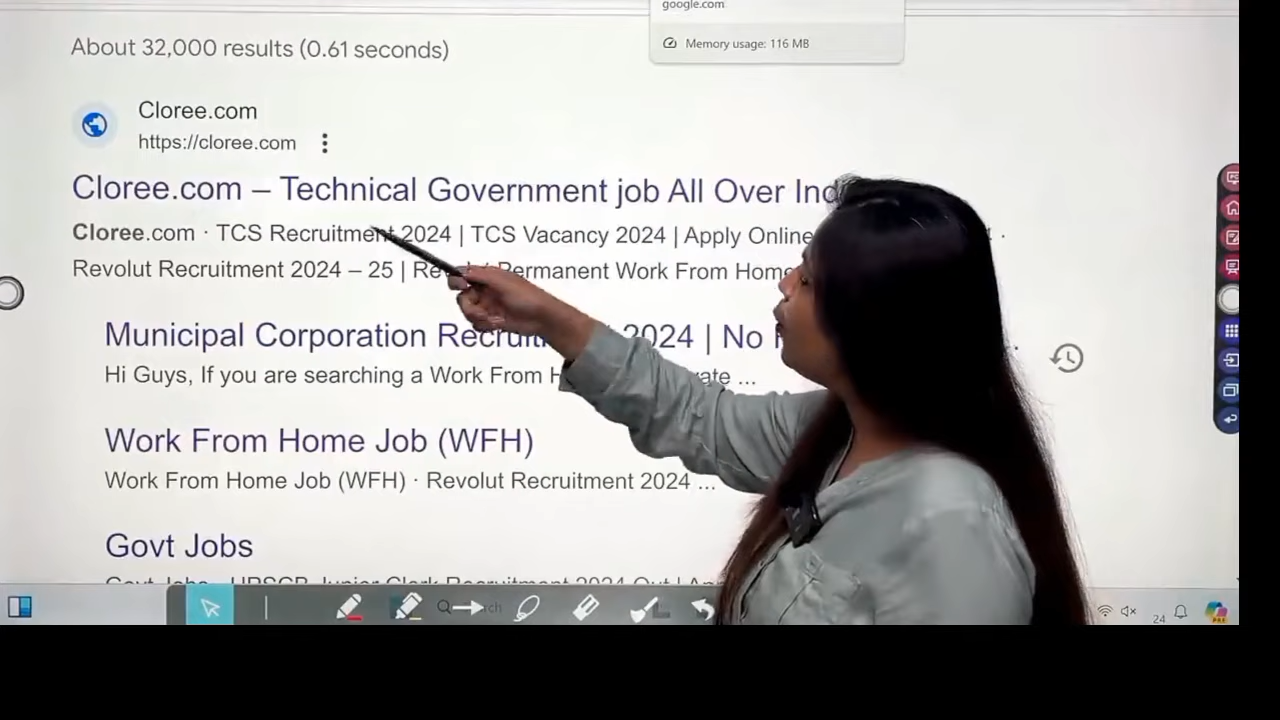 google.com
Memory usage: 116 MB
About 32,000 results (0.61 seconds)
Cloree.com
https://cloree.com
Cloree.com – Technical Government job All Over Ind
Cloree.com · TCS Recruitment 2024 | TCS Vacancy 2024 | Apply Online
Revolut Recruitment 2024 – 25 | Permanent Work From Home
Municipal Corporation 2024 | No
Hi Guys, If you are searching a Work From ...
Work From Home Job (WFH)
Work From Home Job (WFH) · Revolut Recruitment 2024 ...
Govt Jobs
24